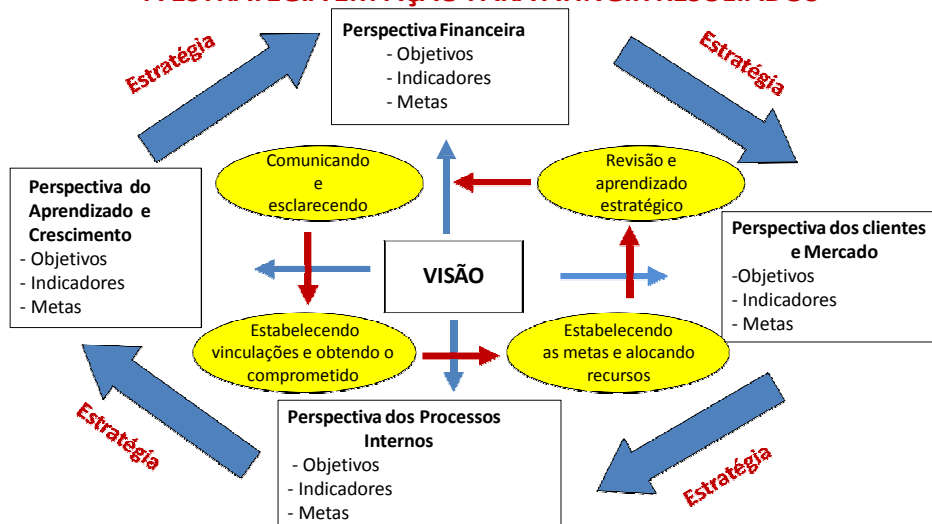 Perspectiva Financeira
- Objetivos
- Indicadores
- Metas
Estratégia
Estratégia
Comunicando
e
esclarecendo
Revisão e
aprendizado
estratégico
Perspectiva do
Aprendizado e
Crescimento
- Objetivos
- Indicadores
- Metas
VISÃO
Perspectiva dos clientes
e Mercado
-Objetivos
- Indicadores
- Metas
Estabelecendo
vinculações e obtendo o
comprometido
Estabelecendo
as metas e alocando
recursos
Perspectiva dos Processos
Internos
- Objetivos
- Indicadores
- Metas
Estratégia
Estratégia